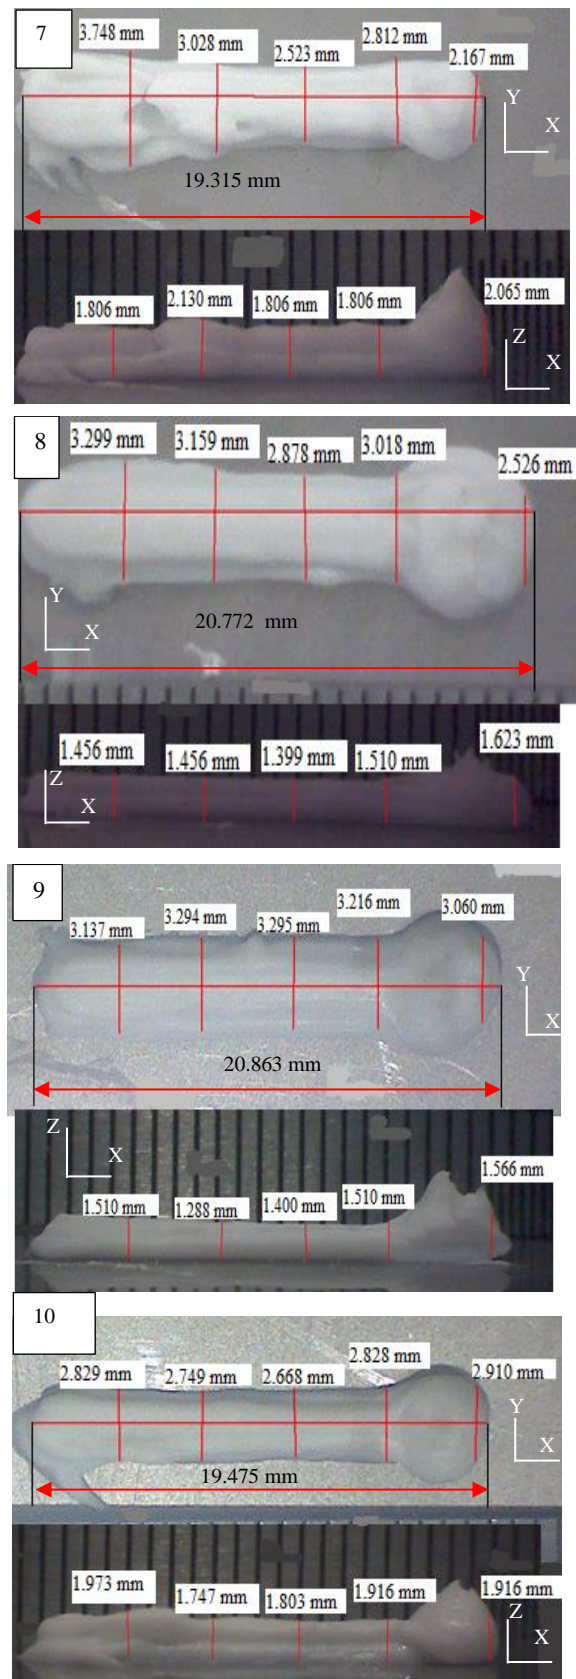 7
3.748 mm
3.028 mm
2.523 mm
2.812 mm
2.167 mm
Y
X
19.315 mm
1.806 mm
2.130 mm
1.806 mm
1.806 mm
2.065 mm
Z
X
8
3.299 mm
3.159 mm
2.878 mm
3.018 mm
2.526 mm
Y
X
20.772 mm
1.456 mm
1.456 mm
1.399 mm
1.510 mm
1.623 mm
Z
X
9
3.137 mm
3.294 mm
3.295 mm
3.216 mm
3.060 mm
Y
X
20.863 mm
Z
X
1.510 mm
1.288 mm
1.400 mm
1.510 mm
1.566 mm
10
2.829 mm
2.749 mm
2.668 mm
2.828 mm
2.910 mm
Y
X
19.475 mm
1.973 mm
1.747 mm
1.803 mm
1.916 mm
1.916 mm
Z
X